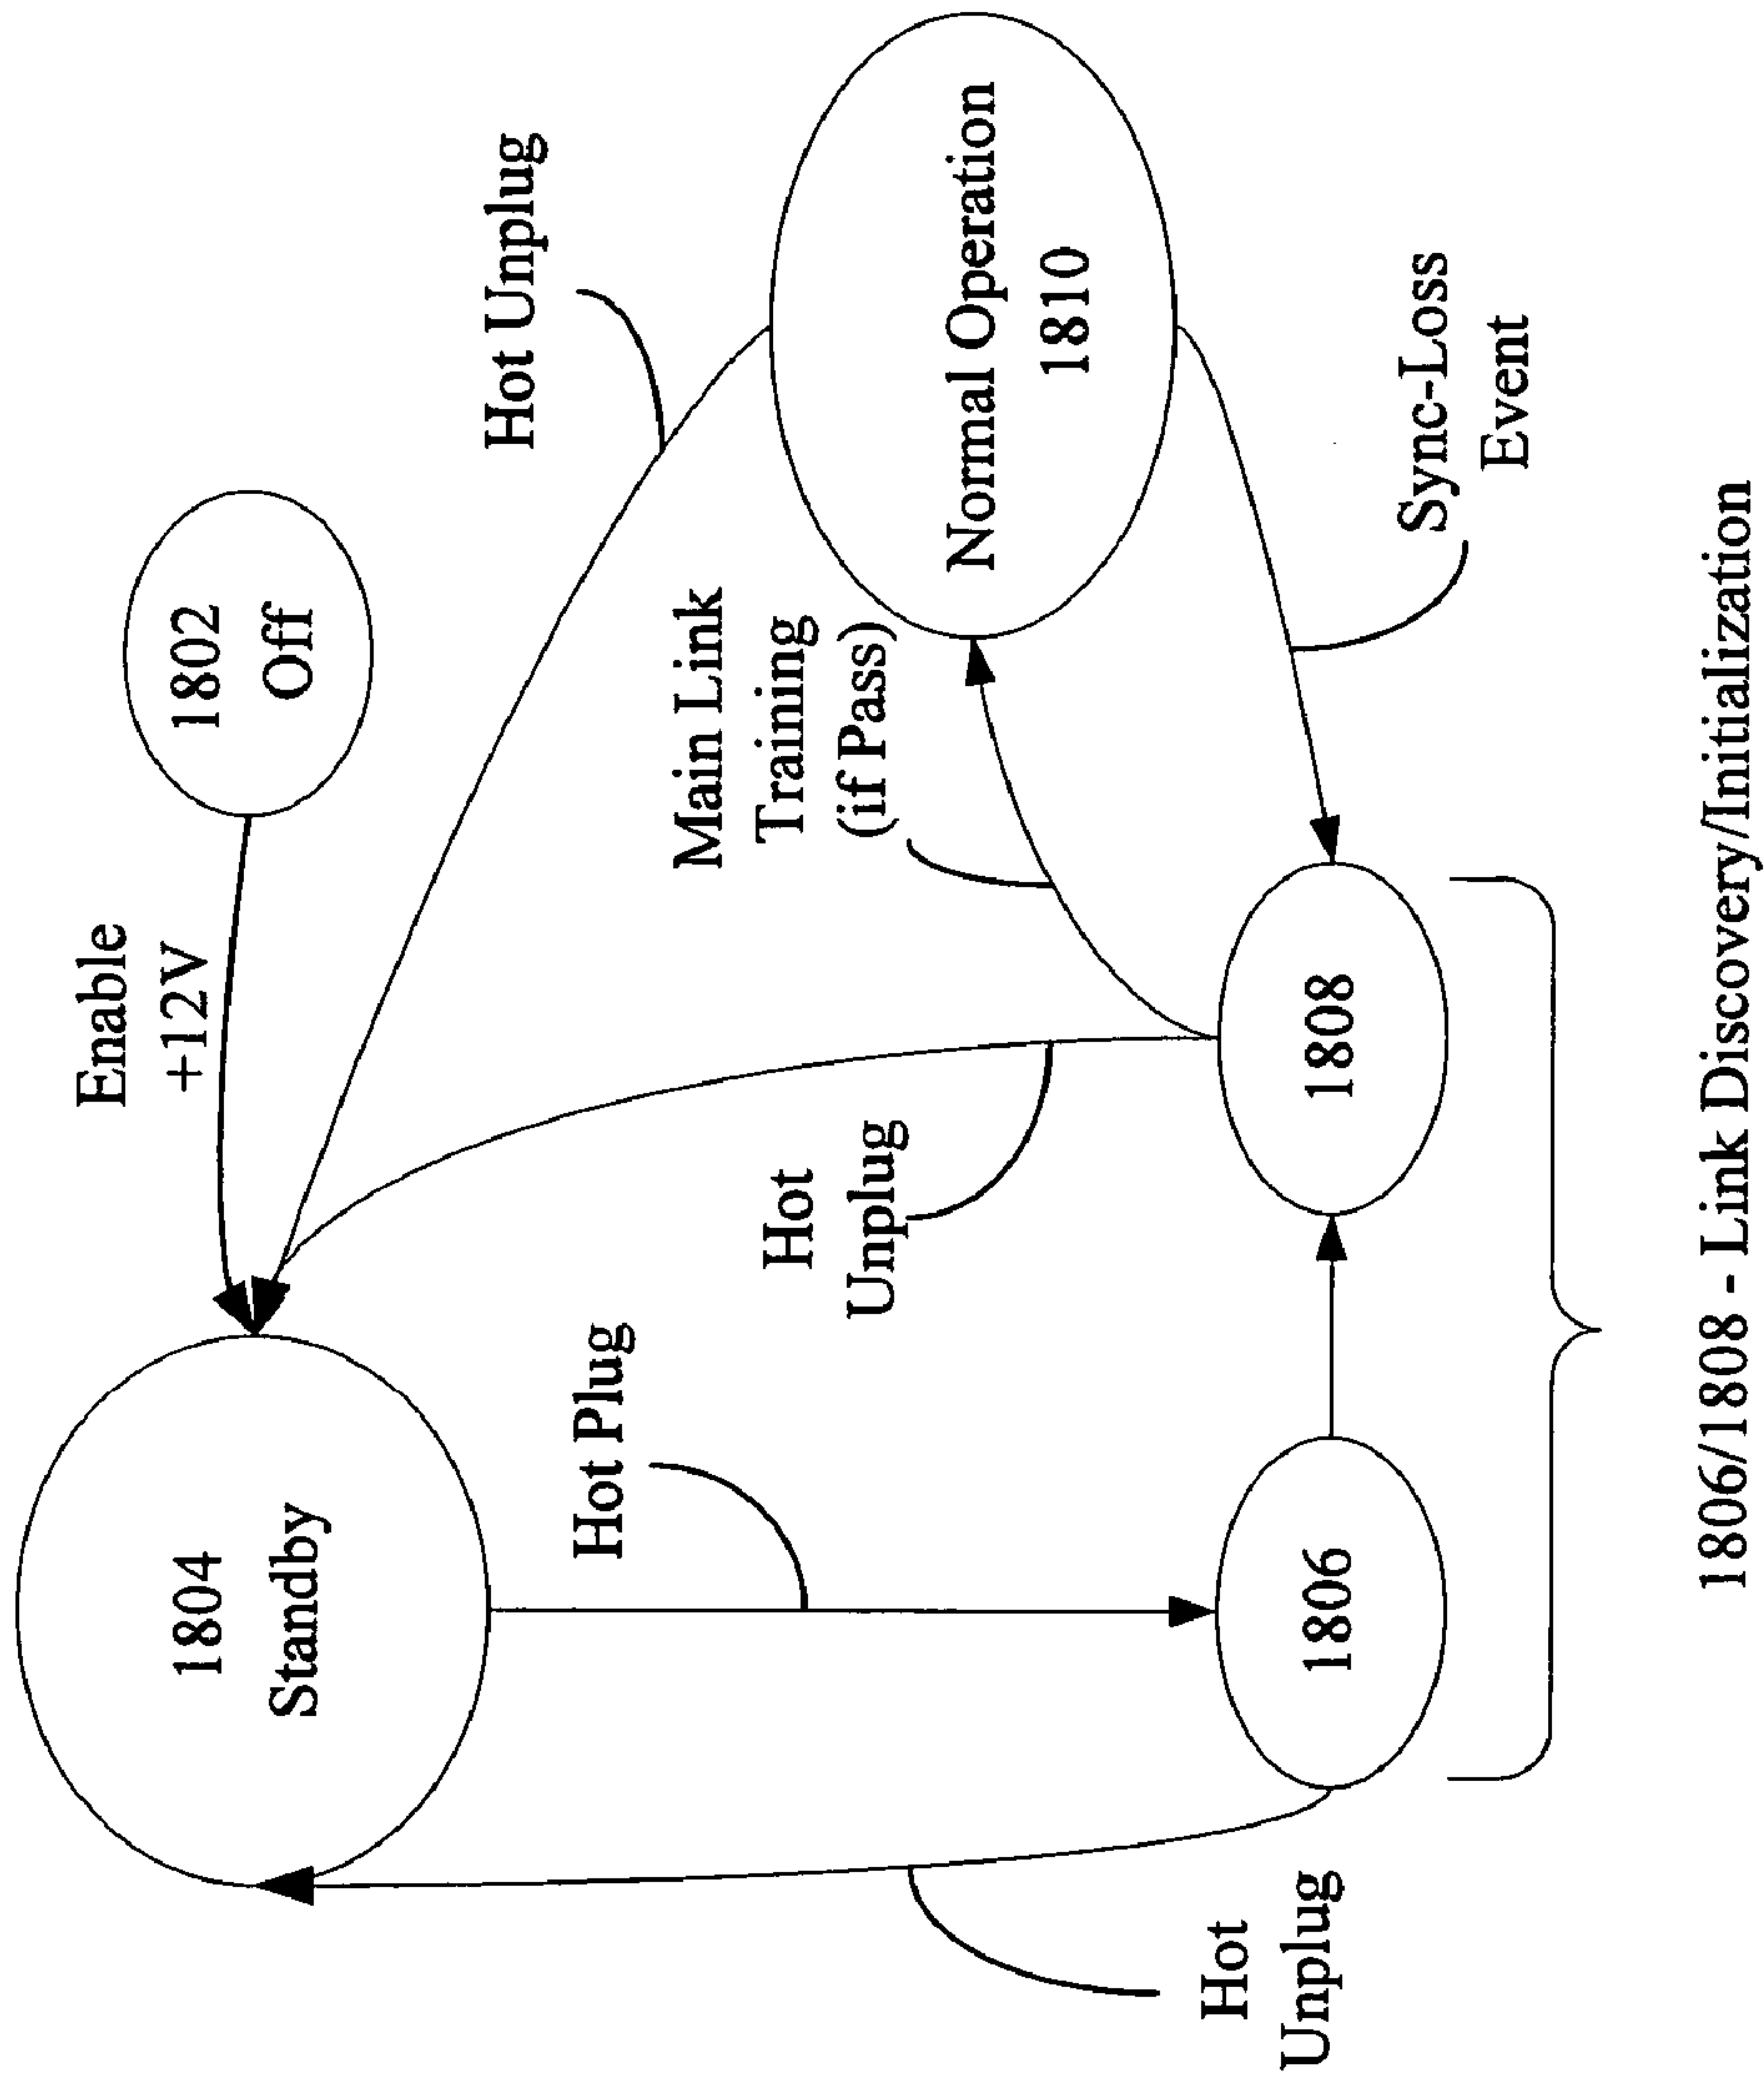 1802
Off
Enable
+12V
1804
Standby
Hot Unplug
Hot Plug
Main Link
Training
(if Pass)
Normal Operation
1810
Hot
Unplug
Hot
Unplug
1806
1808
Sync-Loss
Event
1806/1808 - Link Discovery/Initialization